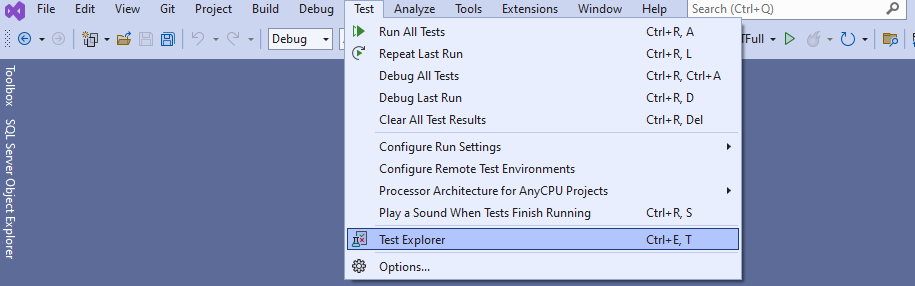 File Edit View Git Project Build Debug Test Analyze Tools Extensions Window Help Search (Ctrl+Q)
Debug
TFull
Run All Tests Ctrl+R, A
Repeat Last Run Ctrl+R, L
Debug All Tests Ctrl+R, Ctrl+A
Debug Last Run Ctrl+R, D
Clear All Test Results Ctrl+R, Del
Configure Run Settings
Configure Remote Test Environments
Processor Architecture for AnyCPU Projects
Play a Sound When Tests Finish Running Ctrl+R, S
Test Explorer Ctrl+E, T
Options...
Toolbox
SQL Server Object Explorer